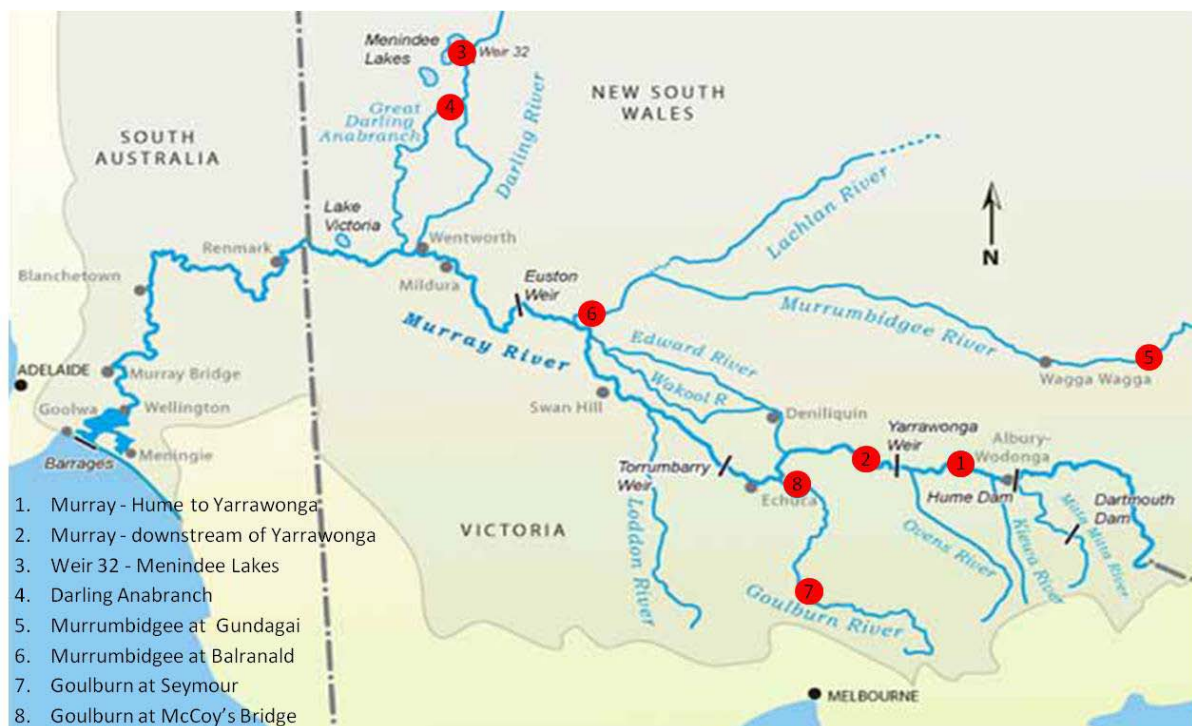 Menindee
Lakes
3
Weir 32
4
Great
Darling
Anabranch
Darling River
NEW SOUTH
WALES
SOUTH
AUSTRALIA
Lachlan River
Lake
Victoria
Renmark
Wentworth
N
Blanchetown
Mildura
Euston
Weir
6
Murrumbidgee River
5
Murray River
Edward River
Wakool R
Wagga Wagga
ADELAIDE
Murray Bridge
Goolwa
Wellington
Swan Hill
Deniliquin
Yarrawonga
Weir
Albury-
Wodonga
Barrages
Meningie
Torrumbarry
Weir
2
1
8
Echuca
Hume Dam
Dartmouth
Dam
Mitta Mitta River
VICTORIA
Loddon River
Ovens River
Kiewa River
7
Goulburn River
MELBOURNE
1. Murray - Hume to Yarrawonga
2. Murray - downstream of Yarrawonga
3. Weir 32 - Menindee Lakes
4. Darling Anabranch
5. Murrumbidgee at Gundagai
6. Murrumbidgee at Balranald
7. Goulburn at Seymour
8. Goulburn at McCoy's Bridge